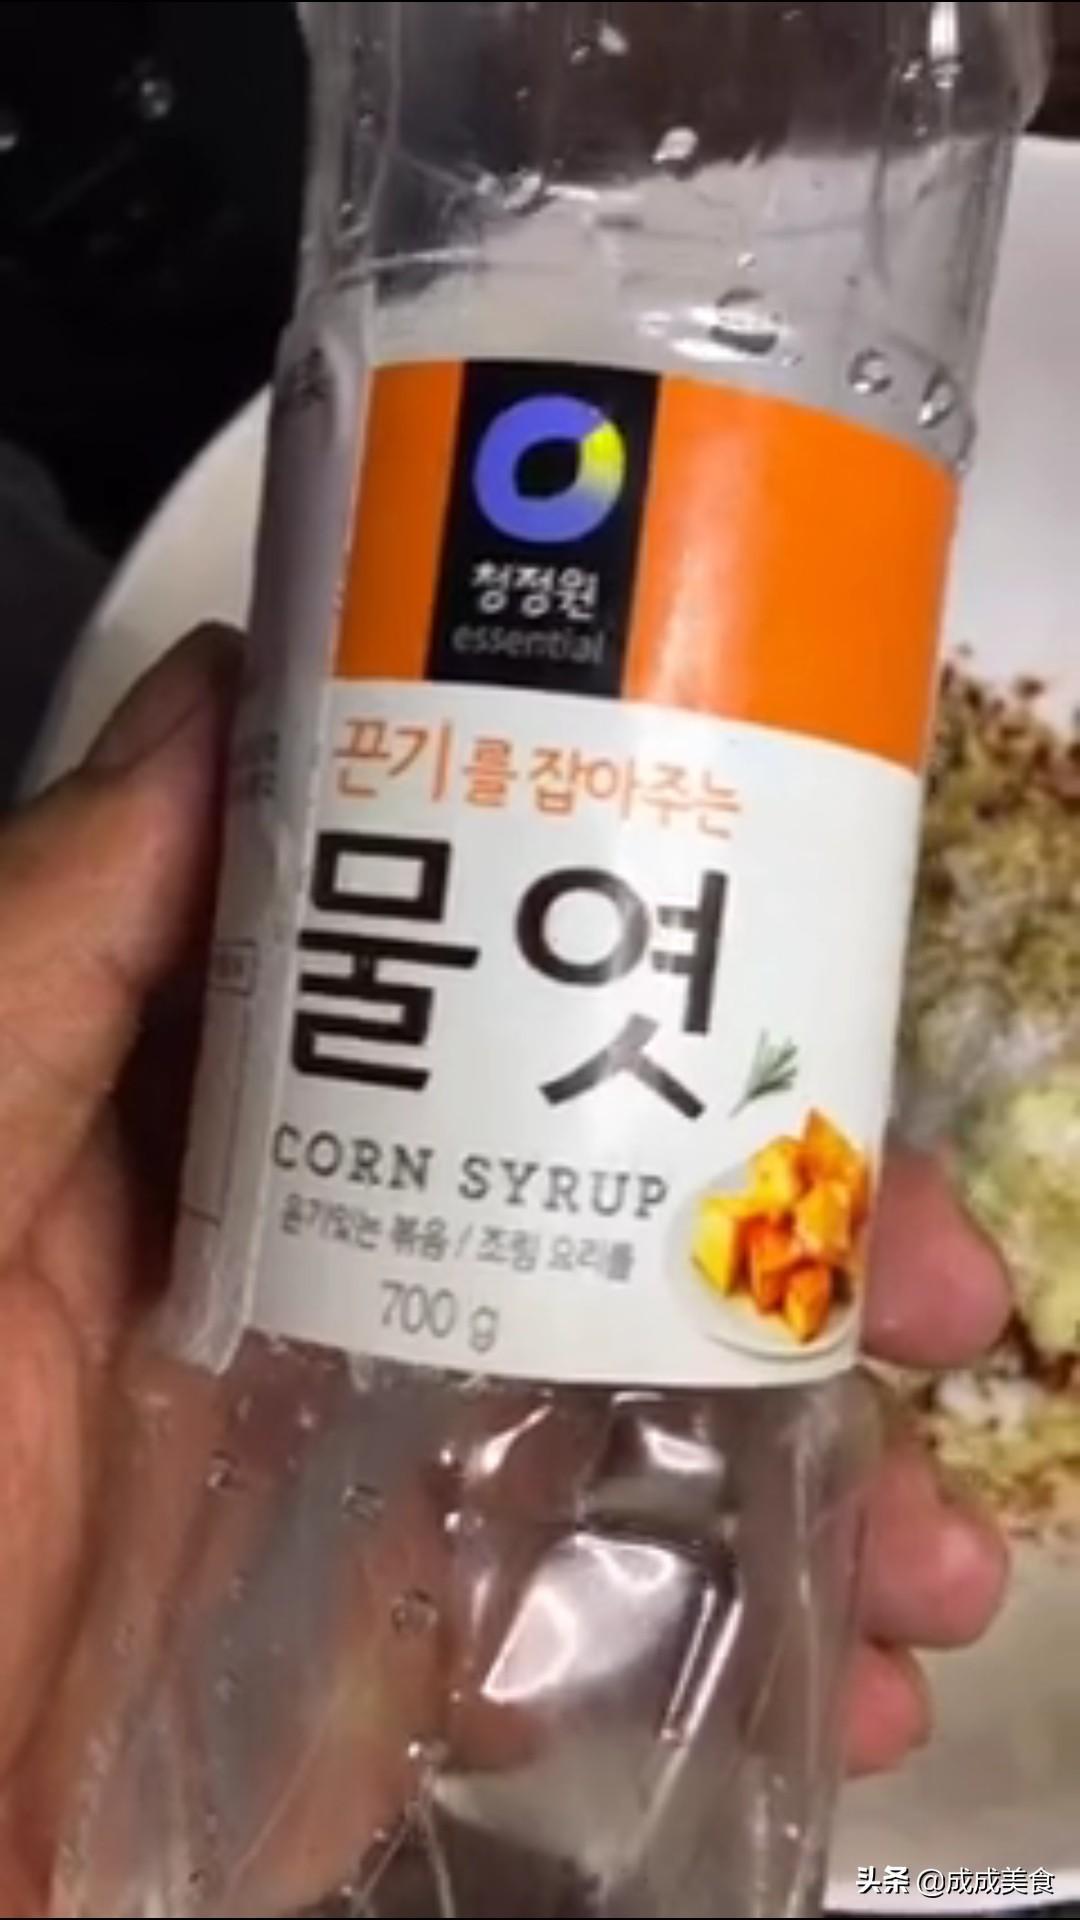 청정원
essential
끈기를 잡아주는
물엿
CORN SYRUP
윤기있는 볶음 / 조림 요리를
700 g
头条 @成成美食